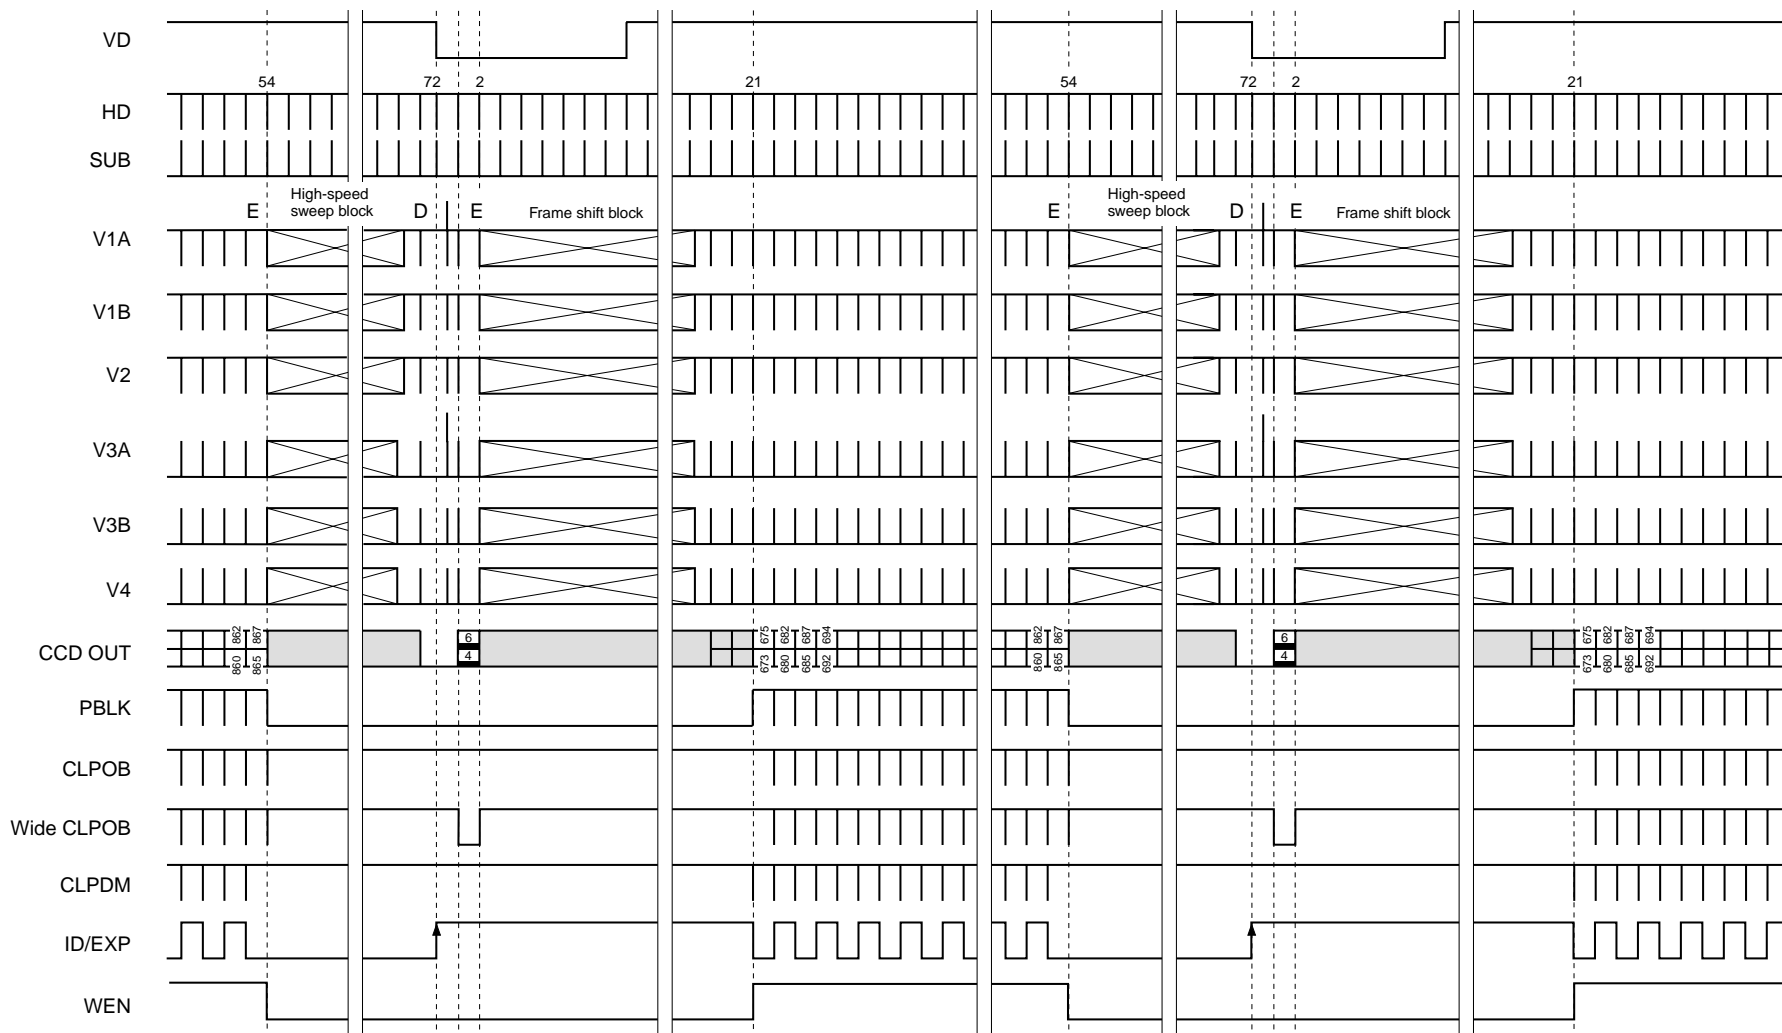 VD
54 72 2 21 54 72 2 21
HD
SUB
High-speed
sweep block
E D E Frame shift block
High-speed
sweep block
E D E Frame shift block
V1A
V1B
V2
V3A
V3B
V4
CCD OUT
862 867 6 675 682 687 694 862 867 6 675 682 687 694
860 865 4 673 680 685 692 860 865 4 673 680 685 692
PBLK
CLPOB
Wide CLPOB
CLPDM
ID/EXP
WEN